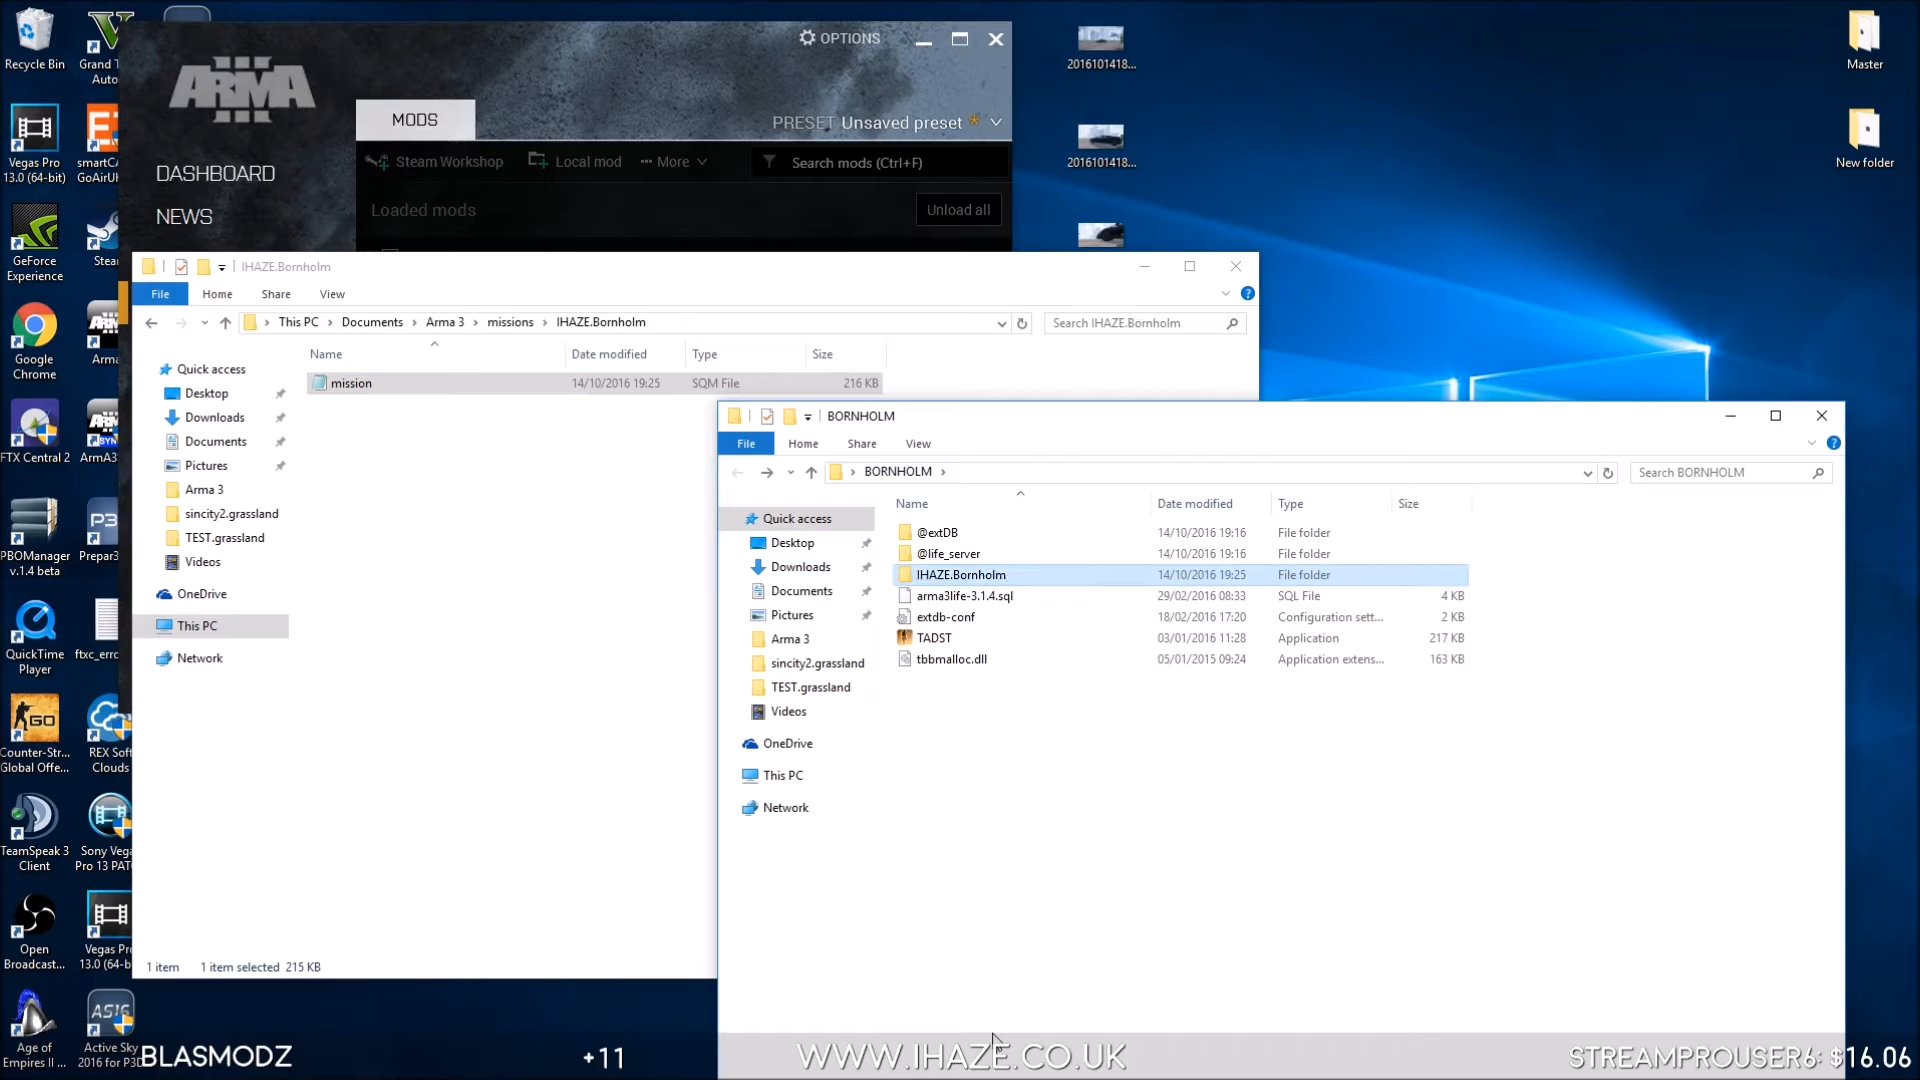 Recycle Bin
Grand T
Auto
Vegas Pro
13.0 (64-bit)
smartCA
GoAirUK
GeForce
Experience
Stea
Google
Chrome
Arma
FTX Central 2
ArmA3
SYN
PBOManager
v.1.4 beta
P3
Prepar3
QuickTime
Player
ftxc_erro
GO
Counter-Str...
Global Offe...
REX Soft
Clouds
TeamSpeak 3
Client
Sony Vega
Pro 13 PAT
Open
Broadcast...
Vegas Pro
13.0 (64-b
Age of
Empires II ...
AS16
Active Sky
2016 for P3D
ARMA
III
DASHBOARD
NEWS
OPTIONS
MODS
PRESET Unsaved preset *
Steam Workshop
Local mod
··· More
Search mods (Ctrl+F)
Loaded mods
Unload all
2016101418...
2016101418...
Master
New folder
IHAZE.Bornholm
File
Home
Share
View
This PC › Documents › Arma 3 › missions › IHAZE.Bornholm
Search IHAZE.Bornholm
Name
Date modified
Type
Size
mission
14/10/2016 19:25
SQM File
216 KB
Quick access
Desktop
Downloads
Documents
Pictures
Arma 3
sincity2.grassland
TEST.grassland
Videos
OneDrive
This PC
Network
1 item
1 item selected 215 KB
BORNHOLM
File
Home
Share
View
› BORNHOLM ›
Search BORNHOLM
Name
Date modified
Type
Size
Quick access
Desktop
Downloads
Documents
Pictures
Arma 3
sincity2.grassland
TEST.grassland
Videos
OneDrive
This PC
Network
@extDB 14/10/2016 19:16 File folder
@life_server 14/10/2016 19:16 File folder
IHAZE.Bornholm 14/10/2016 19:25 File folder
arma3life-3.1.4.sql 29/02/2016 08:33 SQL File 4 KB
extdb-conf 18/02/2016 17:20 Configuration sett... 2 KB
TADST 03/01/2016 11:28 Application 217 KB
tbbmalloc.dll 05/01/2015 09:24 Application extens... 163 KB
BLASMODZ
+11
WWW.IHAZE.CO.UK
STREAMPROUSER6: $16.06